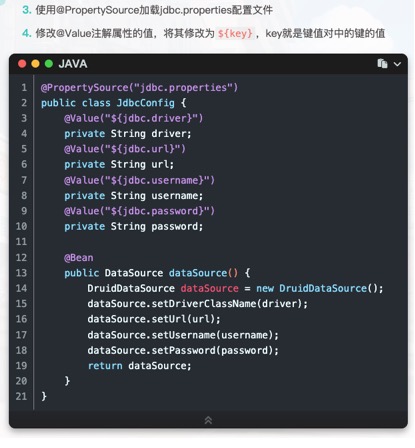 3. 使用@PropertySource加载jdbc.properties配置文件
4. 修改@Value注解属性的值，将其修改为 ${key} ，key就是键值对中的键的值
JAVA
1 @PropertySource("jdbc.properties")
2 public class JdbcConfig {
3     @Value("${jdbc.driver}")
4     private String driver;
5     @Value("${jdbc.url}")
6     private String url;
7     @Value("${jdbc.username}")
8     private String username;
9     @Value("${jdbc.password}")
10     private String password;
11
12     @Bean
13     public DataSource dataSource() {
14         DruidDataSource dataSource = new DruidDataSource();
15         dataSource.setDriverClassName(driver);
16         dataSource.setUrl(url);
17         dataSource.setUsername(username);
18         dataSource.setPassword(password);
19         return dataSource;
20     }
21 }